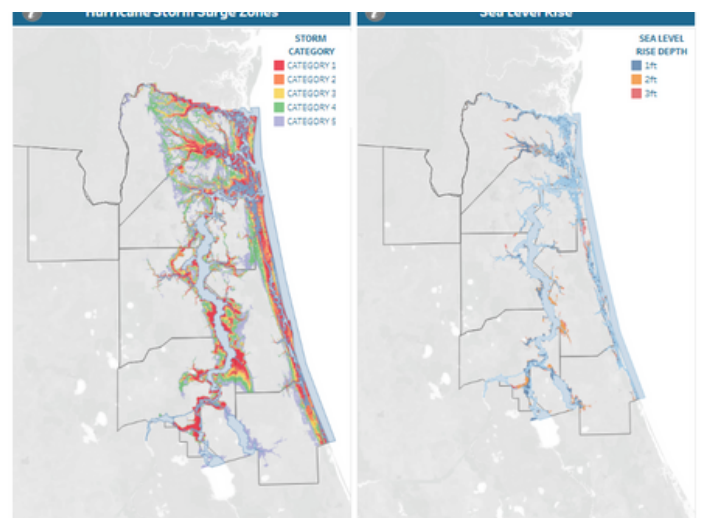 Hurricane Storm Surge Zones
STORM
CATEGORY
CATEGORY 1
CATEGORY 2
CATEGORY 3
CATEGORY 4
CATEGORY 5
Sea Level Rise
SEA LEVEL
RISE DEPTH
1ft
2ft
3ft